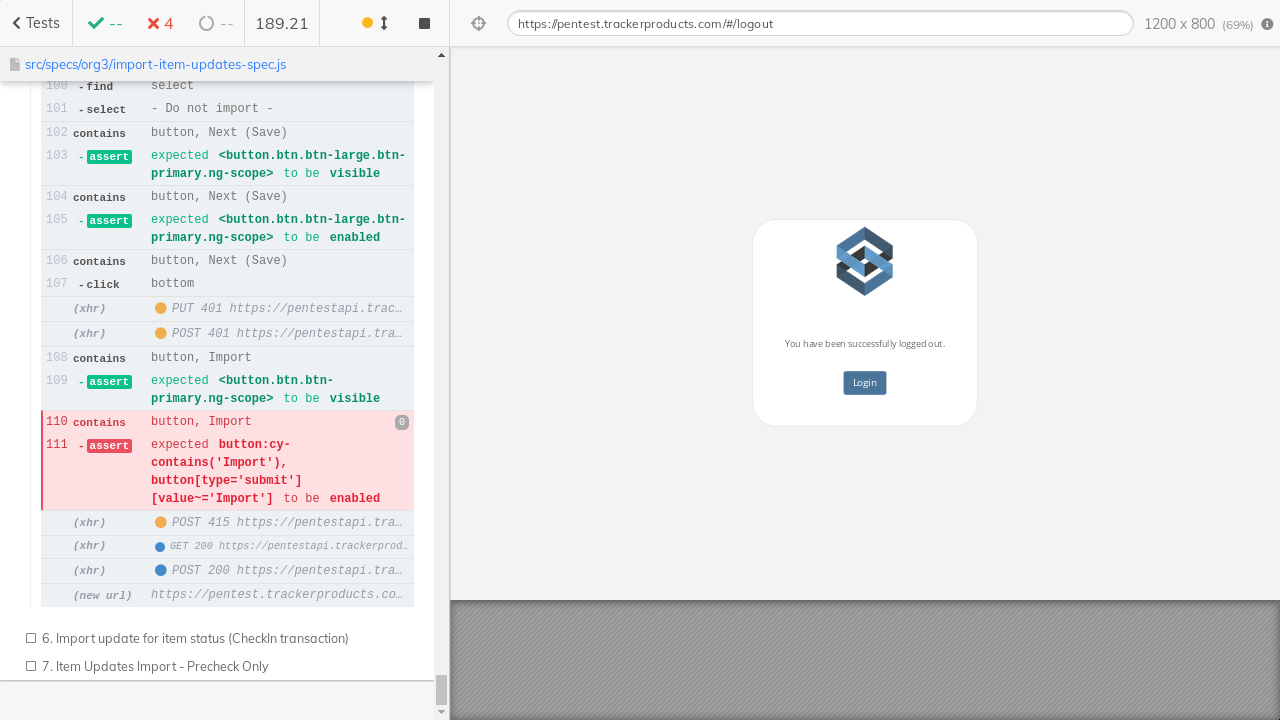 Tests
--
4
--
189.21
https://pentest.trackerproducts.com/#/logout
1200 x 800 (69%)
src/specs/org3/import-item-updates-spec.js
100 -find select
101 -select - Do not import -
102 contains button, Next (Save)
103 -assert expected <button.btn.btn-large.btn-
primary.ng-scope> to be visible
104 contains button, Next (Save)
105 -assert expected <button.btn.btn-large.btn-
primary.ng-scope> to be enabled
106 contains button, Next (Save)
107 -click bottom
(xhr) PUT 401 https://pentestapi.trac…
(xhr) POST 401 https://pentestapi.tra…
108 contains button, Import
109 -assert expected <button.btn.btn-
primary.ng-scope> to be visible
110 contains button, Import 0
111 -assert expected button:cy-
contains('Import'),
button[type='submit']
[value~='Import'] to be enabled
(xhr) POST 415 https://pentestapi.tra…
(xhr) GET 200 https://pentestapi.trackerprod…
(xhr) POST 200 https://pentestapi.tra…
(new url) https://pentest.trackerproducts.co…
6. Import update for item status (CheckIn transaction)
7. Item Updates Import - Precheck Only
You have been successfully logged out.
Login